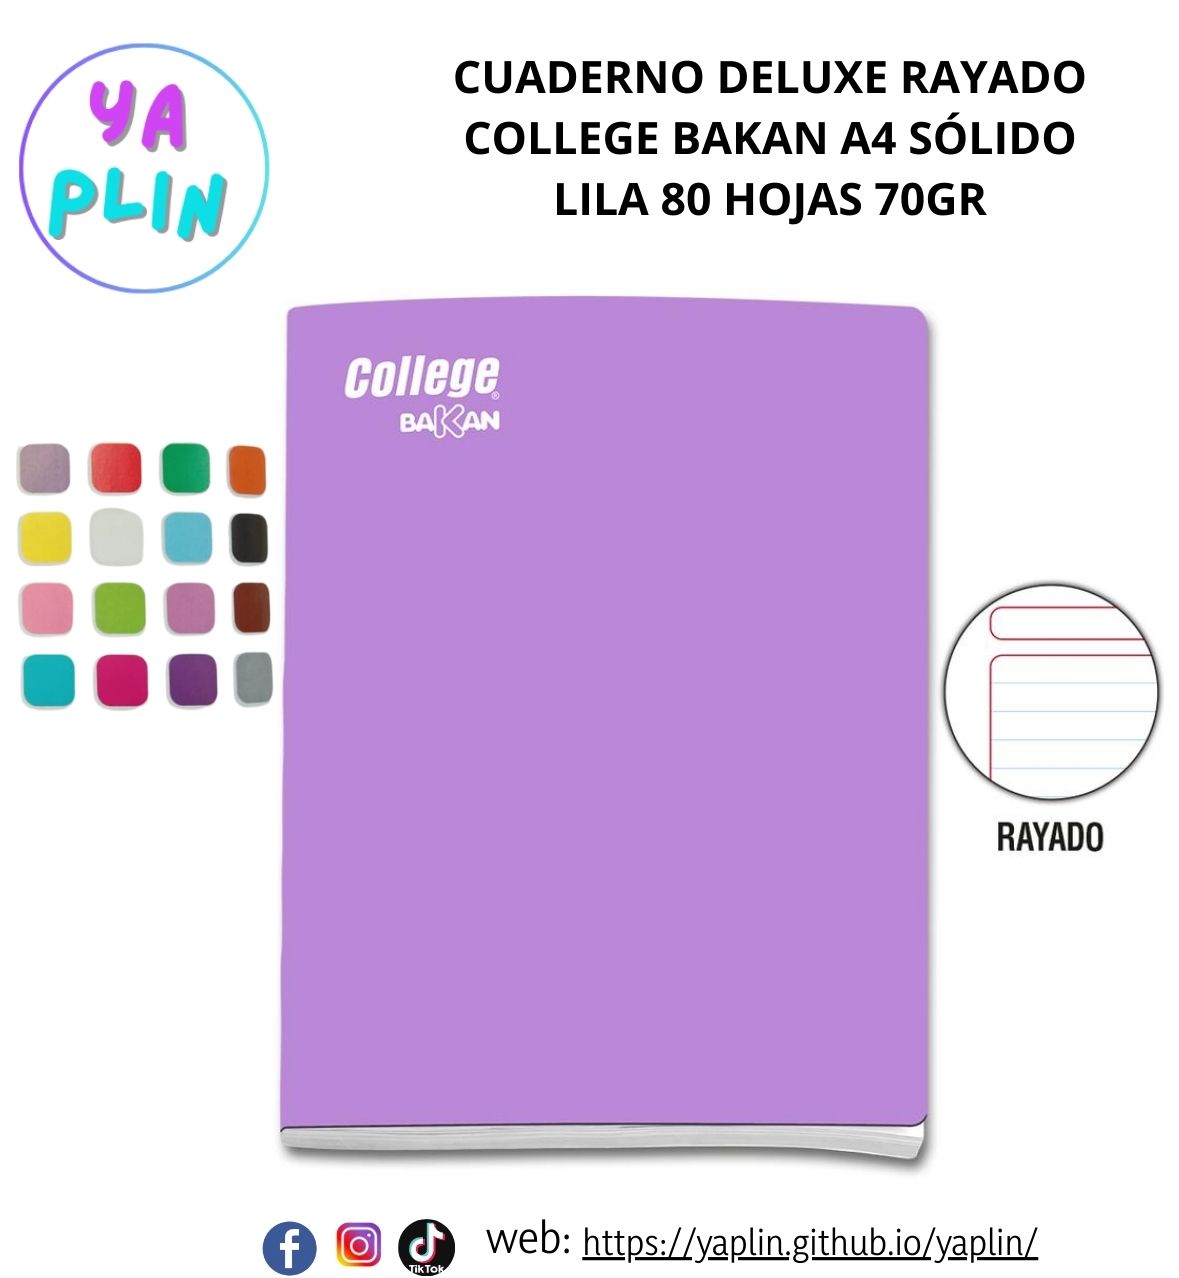 YA
PLIN
CUADERNO DELUXE RAYADO
COLLEGE BAKAN A4 SÓLIDO
LILA 80 HOJAS 70GR
College®
BAKAN
RAYADO
TikTok
web: https://yaplin.github.io/yaplin/